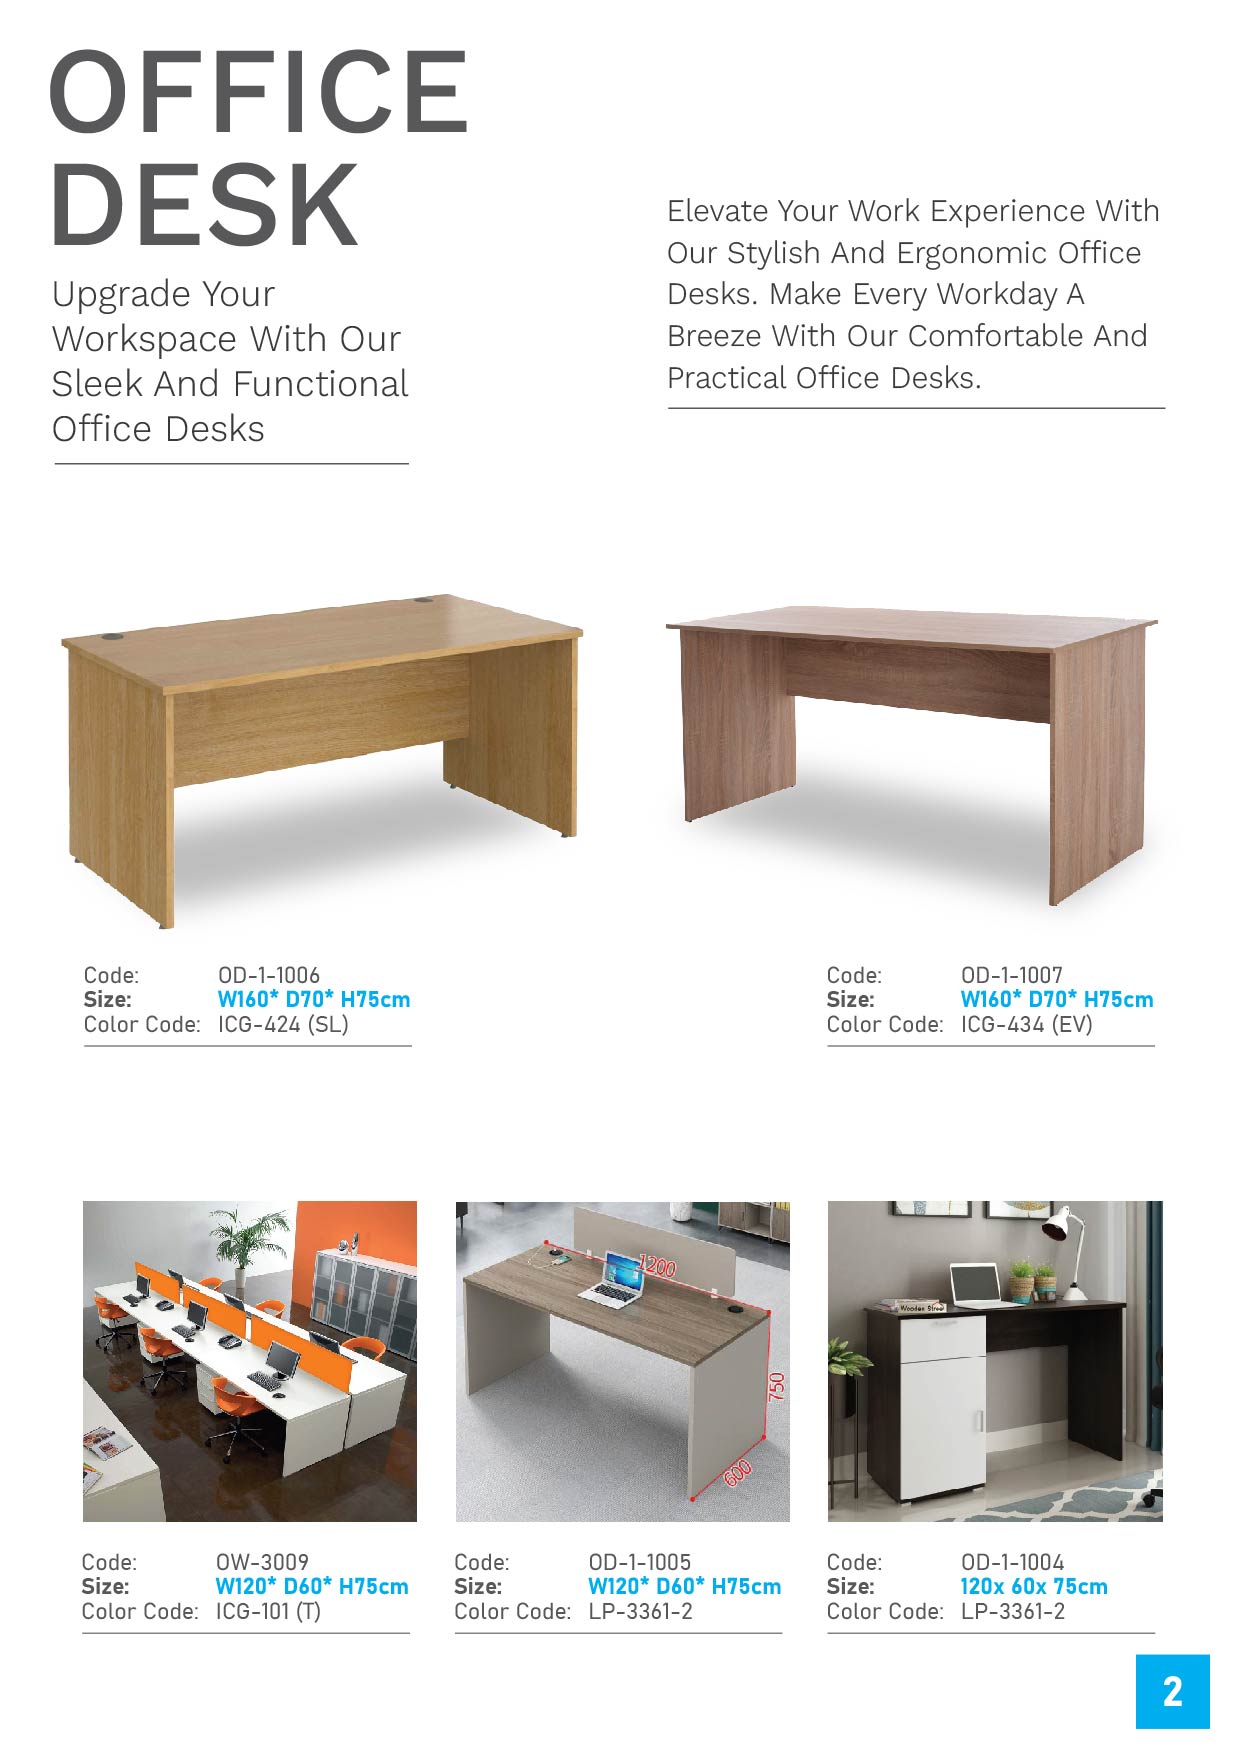 OFFICE
DESK
Upgrade Your
Workspace With Our
Sleek And Functional
Office Desks
Elevate Your Work Experience With
Our Stylish And Ergonomic Office
Desks. Make Every Workday A
Breeze With Our Comfortable And
Practical Office Desks.
Code: OD-1-1006
Size: W160* D70* H75cm
Color Code: ICG-424 (SL)
Code: OD-1-1007
Size: W160* D70* H75cm
Color Code: ICG-434 (EV)
1200
750
600
Wooden Street
Code: OW-3009
Size: W120* D60* H75cm
Color Code: ICG-101 (T)
Code: OD-1-1005
Size: W120* D60* H75cm
Color Code: LP-3361-2
Code: OD-1-1004
Size: 120x 60x 75cm
Color Code: LP-3361-2
2